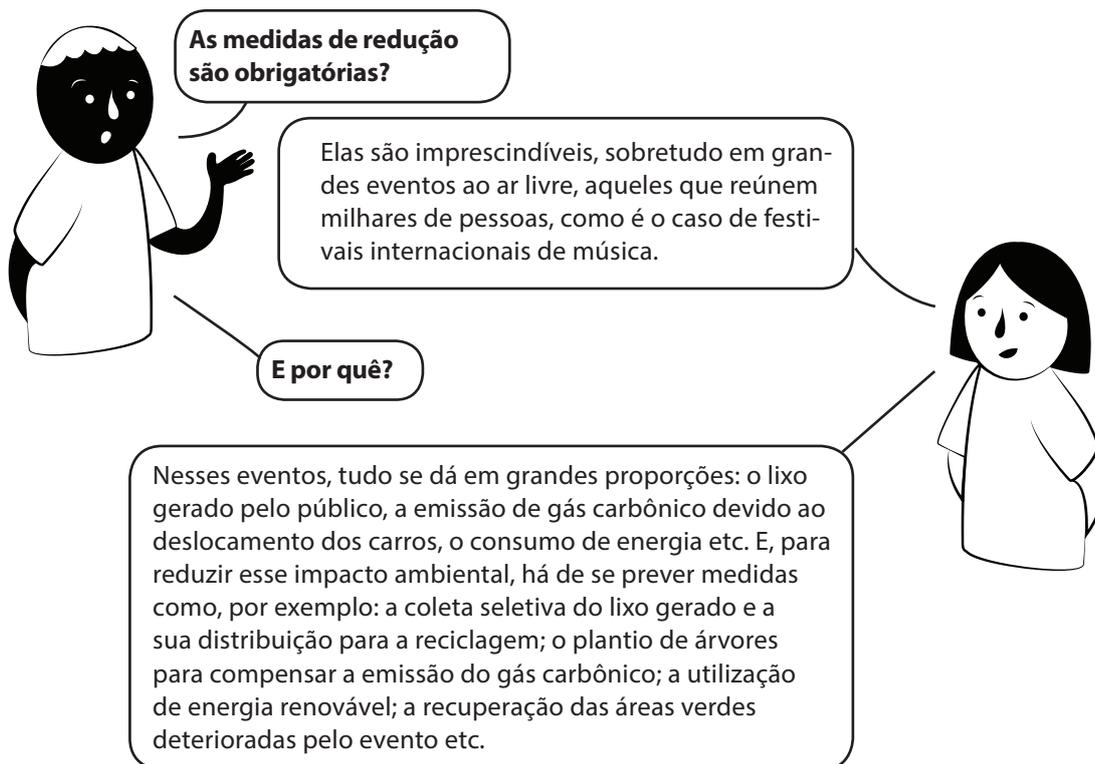 As medidas de redução
são obrigatórias?
Elas são imprescindíveis, sobretudo em gran-
des eventos ao ar livre, aqueles que reúnem
milhares de pessoas, como é o caso de festi-
vais internacionais de música.
E por quê?
Nesses eventos, tudo se dá em grandes proporções: o lixo
gerado pelo público, a emissão de gás carbônico devido ao
deslocamento dos carros, o consumo de energia etc. E, para
reduzir esse impacto ambiental, há de se prever medidas
como, por exemplo: a coleta seletiva do lixo gerado e a
sua distribuição para a reciclagem; o plantio de árvores
para compensar a emissão do gás carbônico; a utilização
de energia renovável; a recuperação das áreas verdes
deterioradas pelo evento etc.